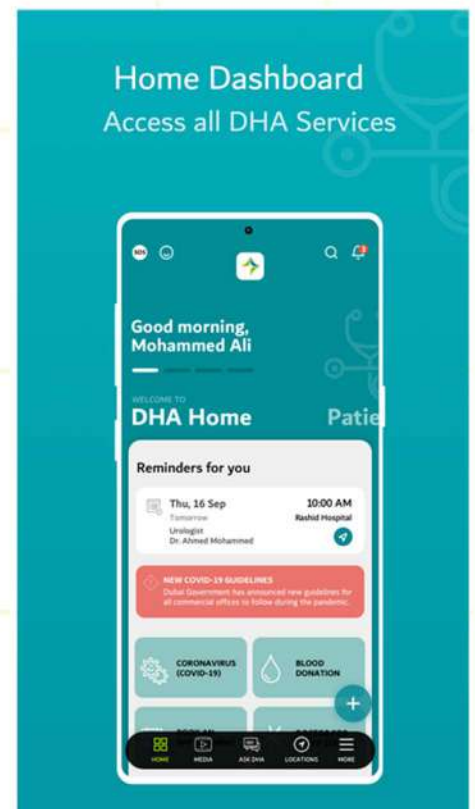 Home Dashboard
Access all DHA Services
SOS
Good morning,
Mohammed Ali
WELCOME TO
DHA Home
Patie
Reminders for you
Thu, 16 Sep
10:00 AM
Tomorrow
Rashid Hospital
Urologist
Dr. Ahmed Mohammed
NEW COVID-19 GUIDELINES
Dubai Government has announced new guidelines for
all commercial offices to follow during the pandemic.
CORONAVIRUS
(COVID-19)
BLOOD
DONATION
HOME
MEDIA
ASK DHA
LOCATIONS
MORE